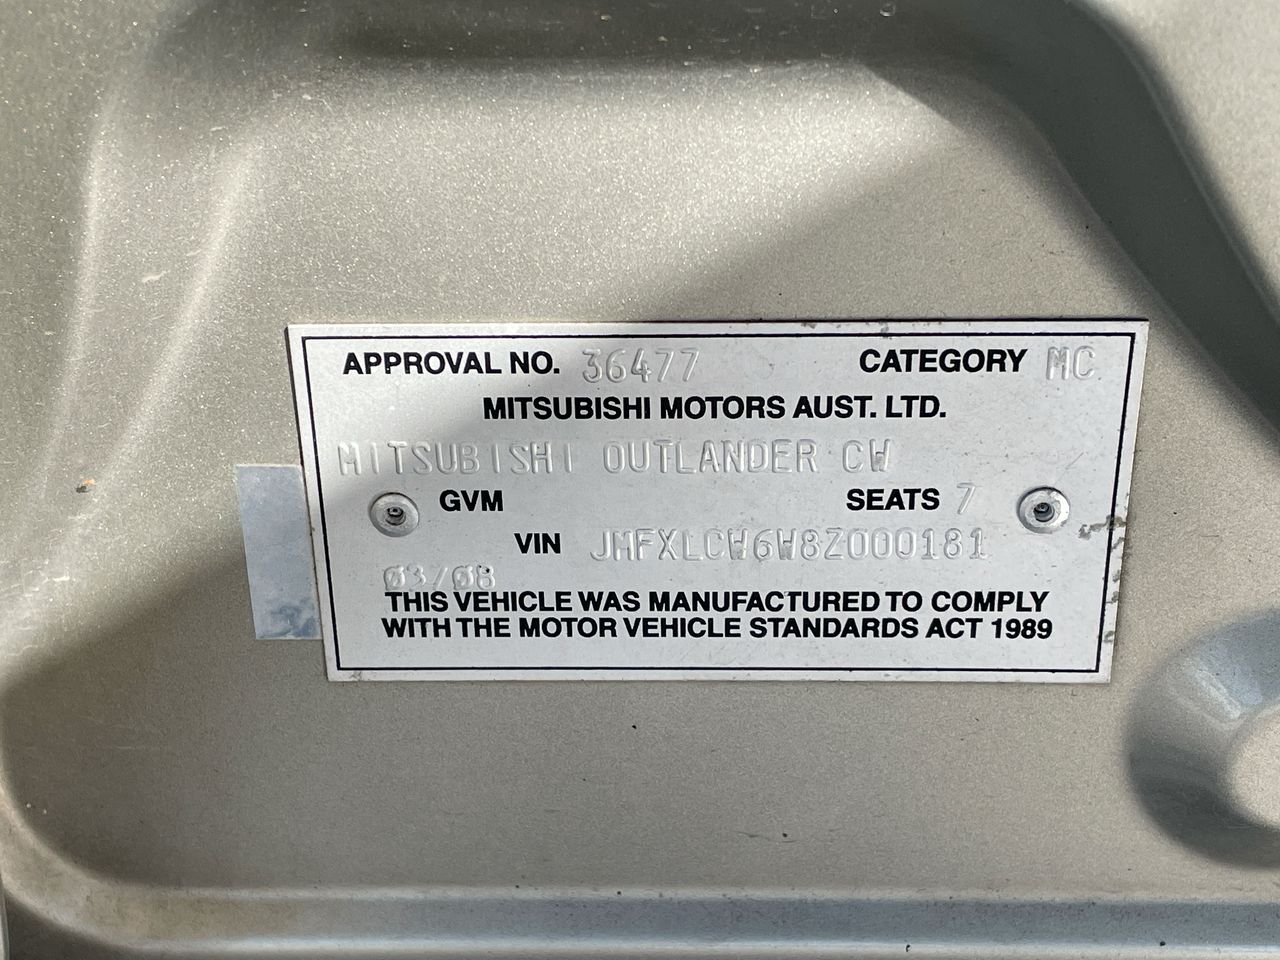 APPROVAL NO. 36477 CATEGORY MC
MITSUBISHI MOTORS AUST. LTD.
MITSUBISHI OUTLANDER CW
GVM SEATS 7
VIN JMFXLCW6W8Z000181
03/08
THIS VEHICLE WAS MANUFACTURED TO COMPLY
WITH THE MOTOR VEHICLE STANDARDS ACT 1989